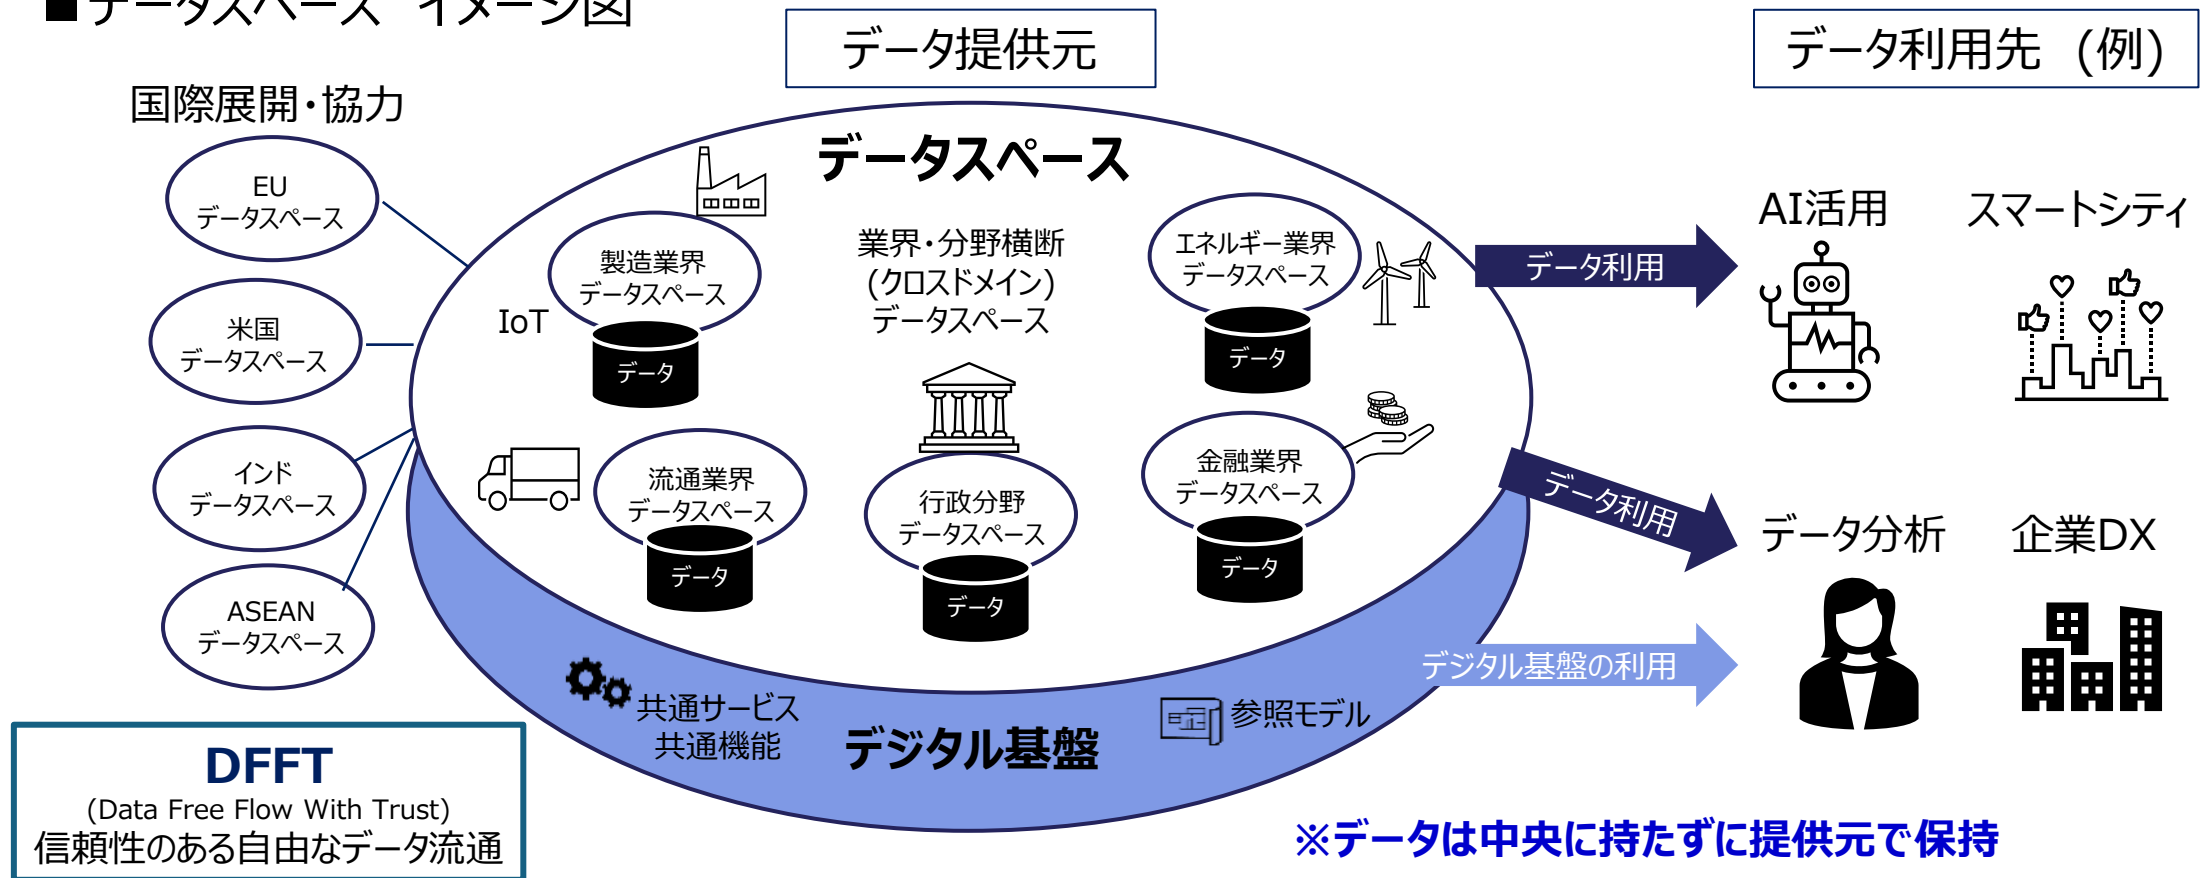 ■データスペース イメージ図
データ提供元
データ利用先 (例)
国際展開・協力
EU
データスペース
米国
データスペース
インド
データスペース
ASEAN
データスペース
データスペース
製造業界
データスペース
IoT
データ
業界・分野横断
(クロスドメイン)
データスペース
エネルギー業界
データスペース
データ
流通業界
データスペース
データ
行政分野
データスペース
データ
金融業界
データスペース
データ
共通サービス
共通機能
デジタル基盤
参照モデル
データ利用
データ利用
デジタル基盤の利用
AI活用
スマートシティ
データ分析
企業DX
DFFT
(Data Free Flow With Trust)
信頼性のある自由なデータ流通
※データは中央に持たずに提供元で保持